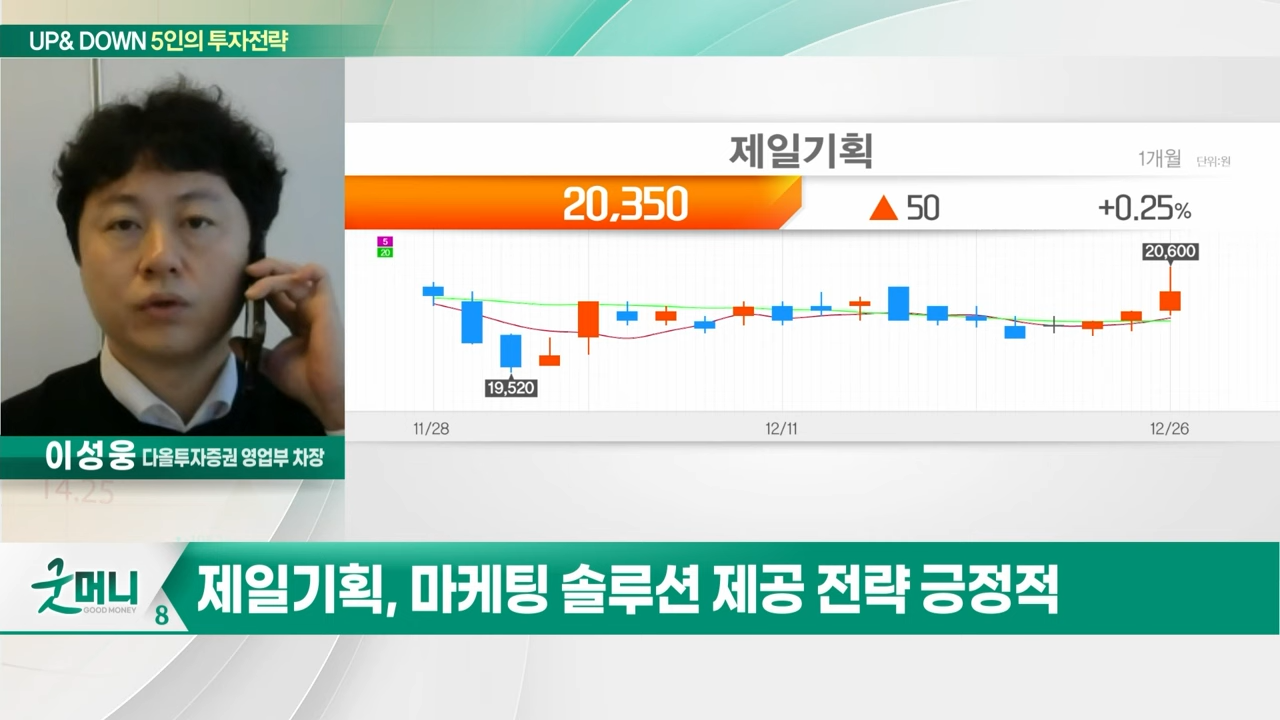 UP& DOWN 5인의 투자전략
제일기획
1개월 단위:원
20,350 ▲ 50 +0.25%
5
20
20,600
19,520
11/28 12/11 12/26
이성웅 다올투자증권 영업부 차장
14.25
굿머니
GOOD MONEY
8
제일기획, 마케팅 솔루션 제공 전략 긍정적